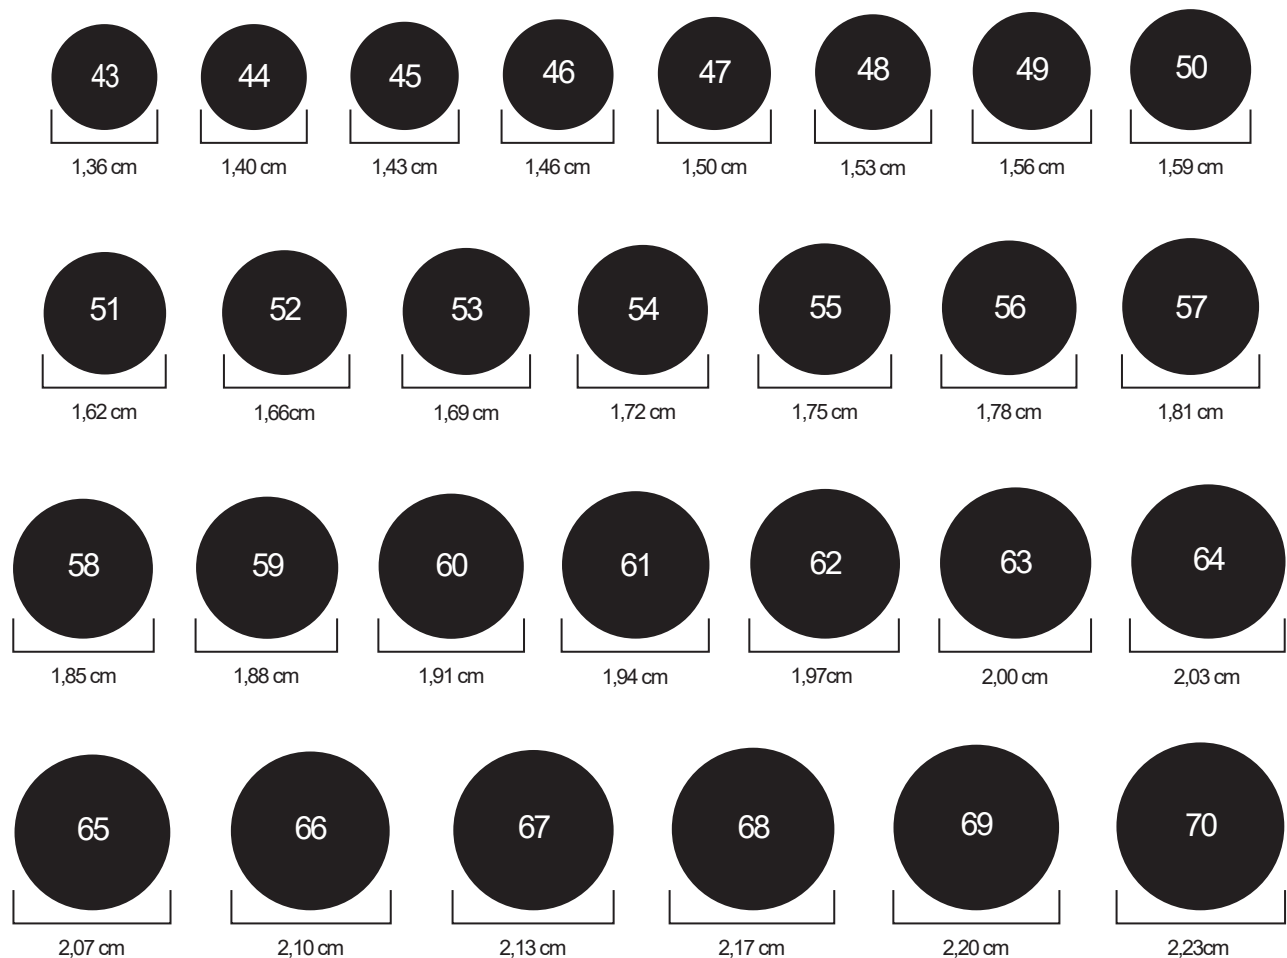 43 44 45 46 47 48 49 50
1,36 cm 1,40 cm 1,43 cm 1,46 cm 1,50 cm 1,53 cm 1,56 cm 1,59 cm
51 52 53 54 55 56 57
1,62 cm 1,66cm 1,69 cm 1,72 cm 1,75 cm 1,78 cm 1,81 cm
58 59 60 61 62 63 64
1,85 cm 1,88 cm 1,91 cm 1,94 cm 1,97cm 2,00 cm 2,03 cm
65 66 67 68 69 70
2,07 cm 2,10 cm 2,13 cm 2,17 cm 2,20 cm 2,23cm